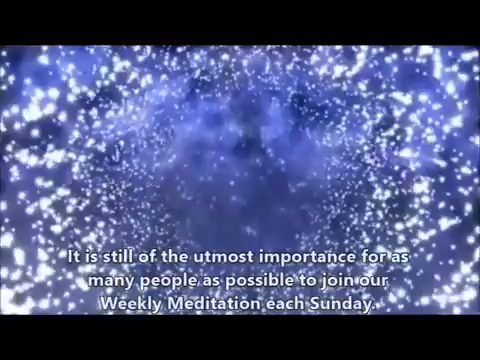 It is still of the utmost importance for as
many people as possible to join our
Weekly Meditation each Sunday.